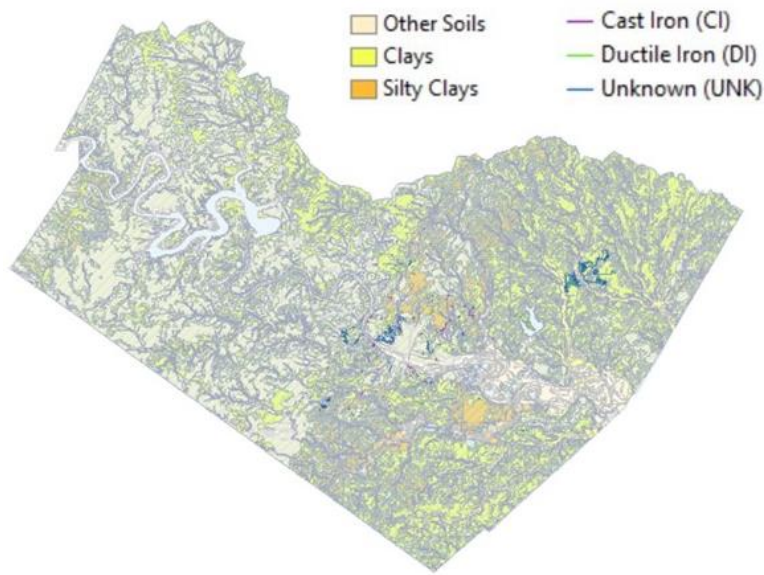 Other Soils
Clays
Silty Clays
Cast Iron (CI)
Ductile Iron (DI)
Unknown (UNK)